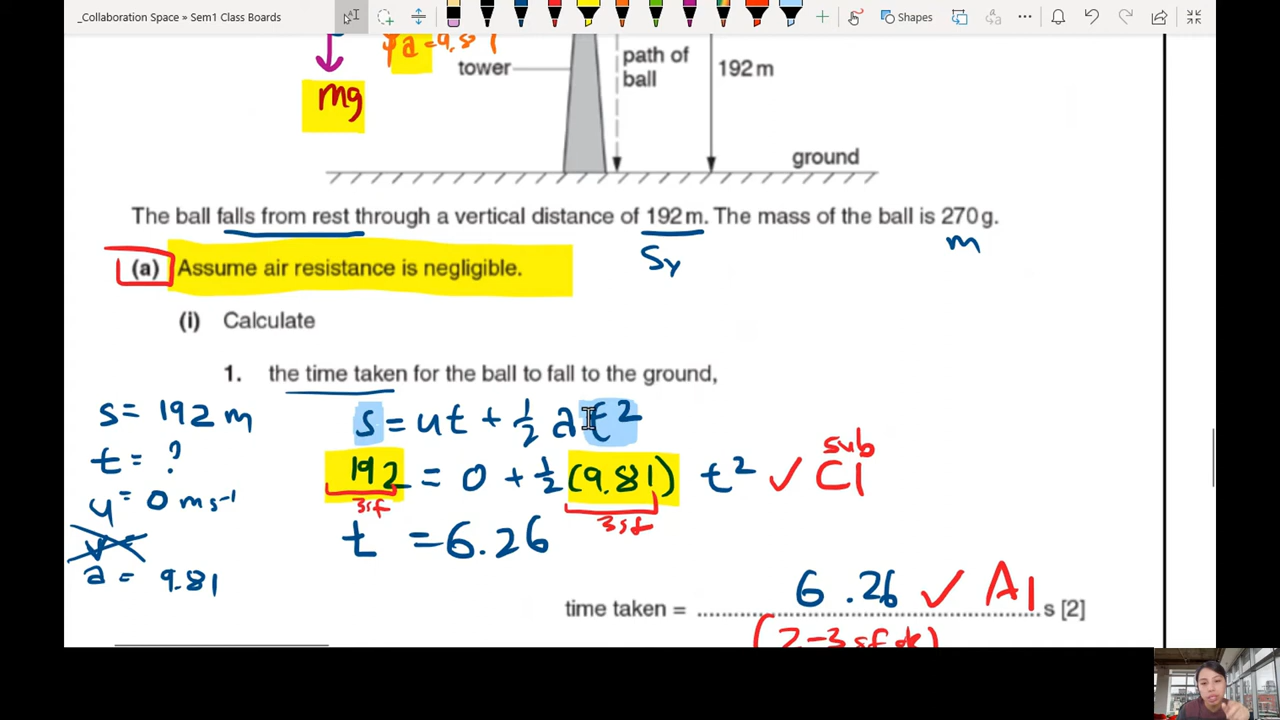 _Collaboration Space » Sem1 Class Boards
Shapes
a = 9.81
mg
tower
path of
ball
192 m
ground
The ball falls from rest through a vertical distance of 192 m. The mass of the ball is 270 g.
Sy
m
(a) Assume air resistance is negligible.
(i) Calculate
1. the time taken for the ball to fall to the ground,
s = 192 m
t = ?
u = 0 ms-1
v
a = 9.81
s = ut + ½ at²
192 = 0 + ½ (9.81) t² ✓ C1
sub
3sf
3sf
t = 6.26
6.26 ✓ A1
time taken = ........................................ s [2]
(2-3 sf ok)